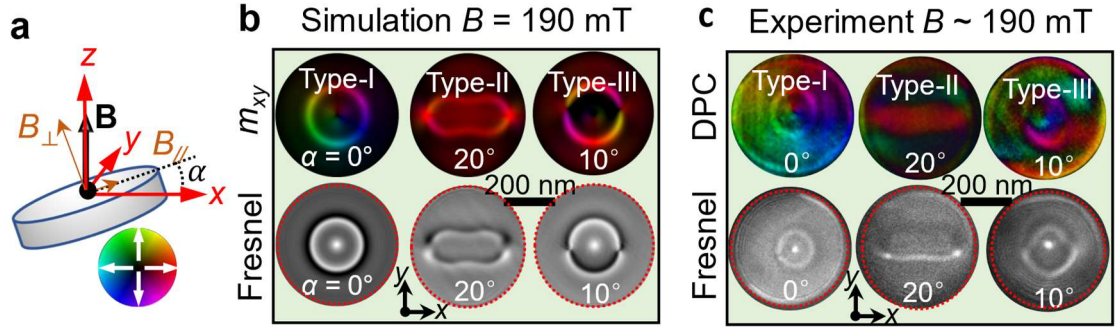 a
z
B
B⊥
y
B//
α
x
b Simulation B = 190 mT
mxy
Type-I Type-II Type-III
α = 0° 20° 10°
200 nm
Fresnel
α = 0° 20° 10°
y
x
c Experiment B ~ 190 mT
DPC
Type-I Type-II Type-III
0° 20° 10°
200 nm
Fresnel
0° 20° 10°
y
x